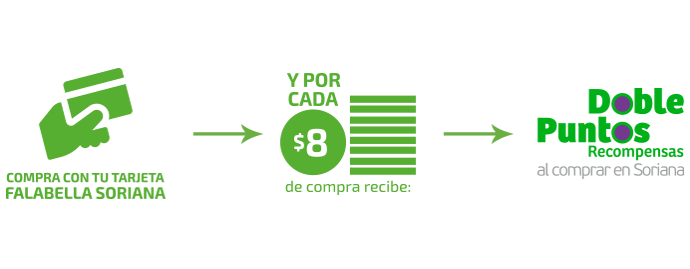 COMPRA CON TU TARJETA
FALABELLA SORIANA
Y POR
CADA
$8
de compra recibe:
Doble
Puntos
Recompensas
al comprar en Soriana